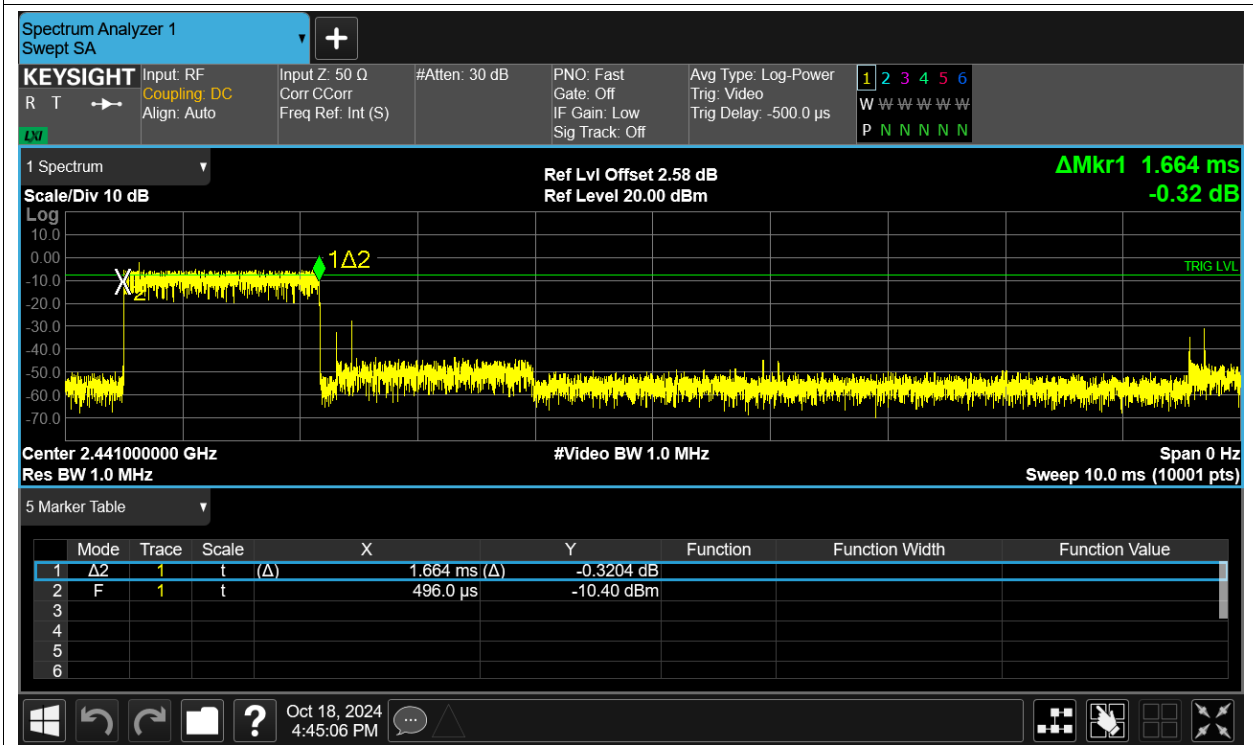 Spectrum Analyzer 1
Swept SA
KEYSIGHT Input: RF Input Z: 50 Ω #Atten: 30 dB PNO: Fast Avg Type: Log-Power 1 2 3 4 5 6
R T Coupling: DC Corr CCorr Gate: Off Trig: Video W W W W W W
Align: Auto Freq Ref: Int (S) IF Gain: Low Trig Delay: -500.0 µs
LXI Sig Track: Off P N N N N N
1 Spectrum Ref Lvl Offset 2.58 dB ΔMkr1 1.664 ms
Scale/Div 10 dB Ref Level 20.00 dBm -0.32 dB
Log
10.0
0.00 1Δ2
TRIG LVL
-10.0 X2
-20.0
-30.0
-40.0
-50.0
-60.0
-70.0
Center 2.441000000 GHz #Video BW 1.0 MHz Span 0 Hz
Res BW 1.0 MHz Sweep 10.0 ms (10001 pts)
5 Marker Table
Mode Trace Scale X Y Function Function Width Function Value
1 Δ2 1 t (Δ) 1.664 ms (Δ) -0.3204 dB
2 F 1 t 496.0 µs -10.40 dBm
3
4
5
6
? Oct 18, 2024
4:45:06 PM